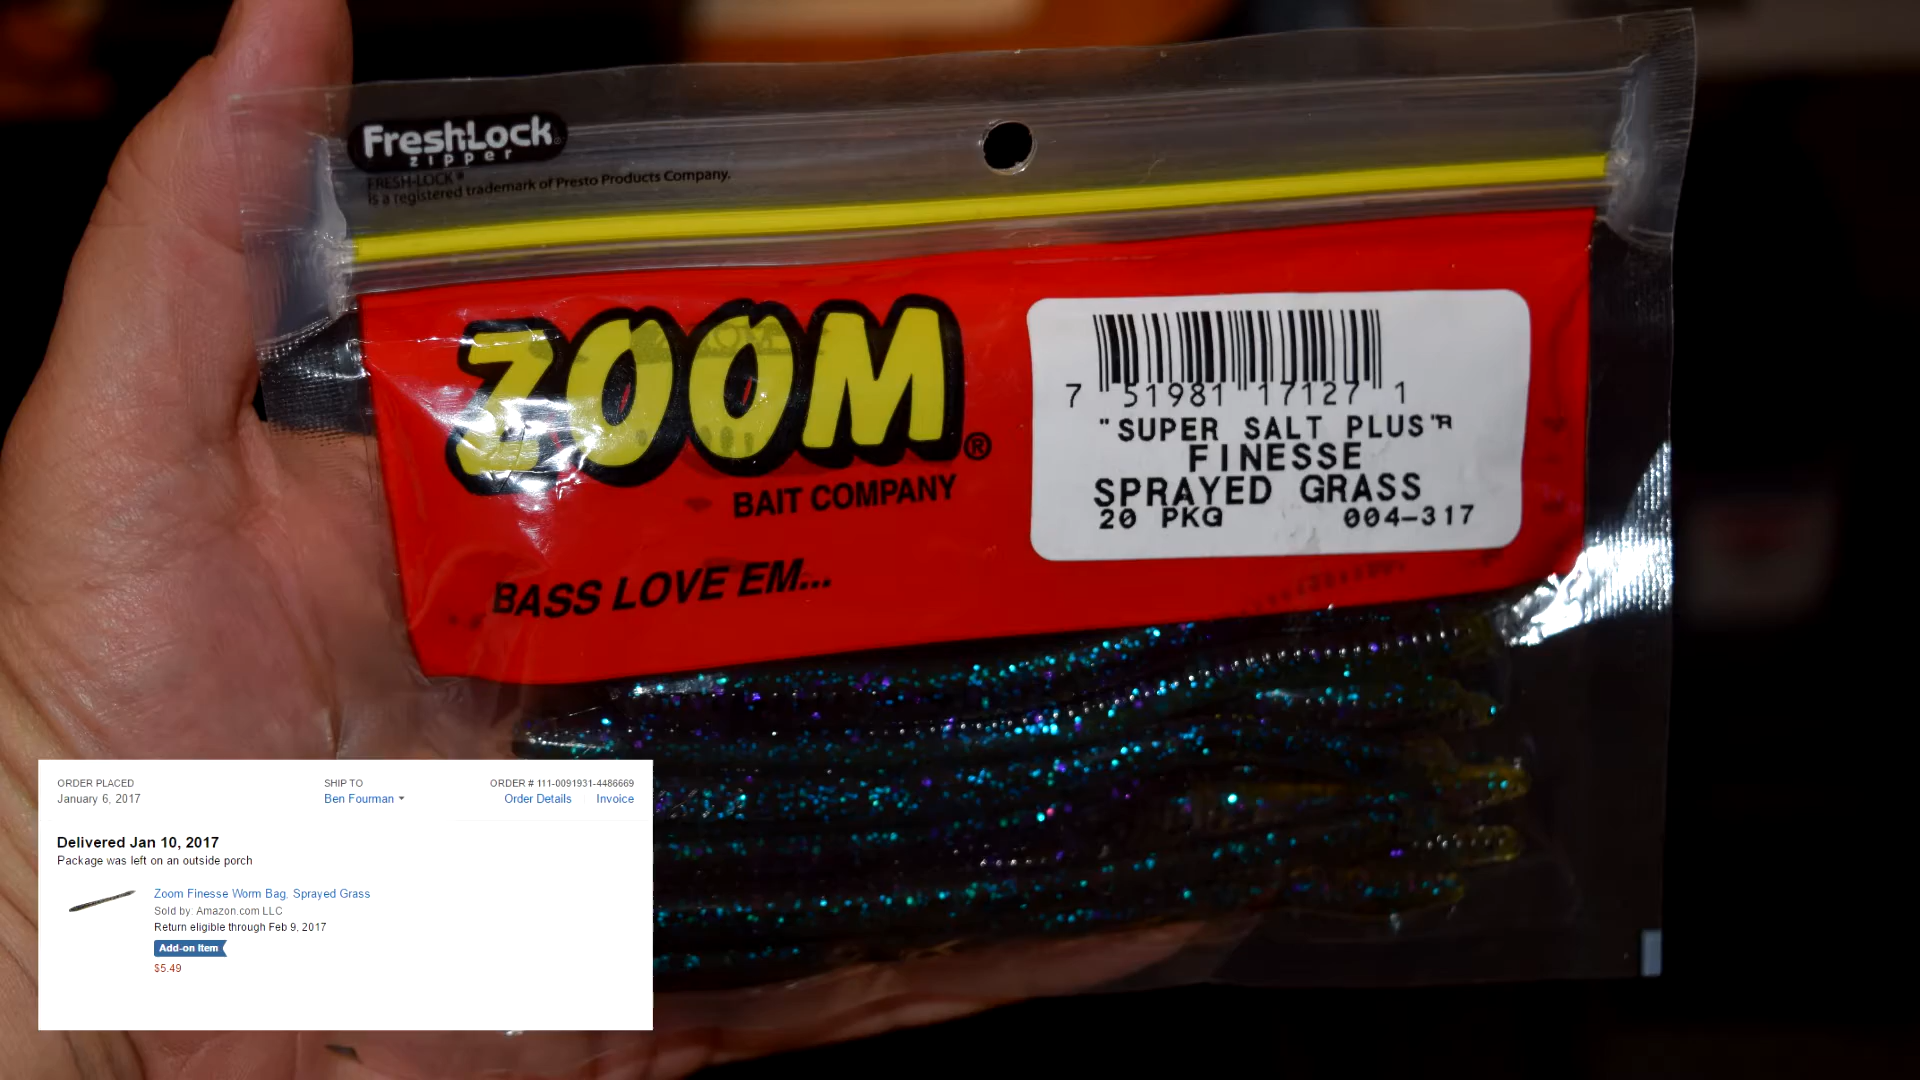 FreshLock
zipper
FRESH-LOCK®
is a registered trademark of Presto Products Company.
ZOOM®
BAIT COMPANY
BASS LOVE EM...
7 51981 17127 1
"SUPER SALT PLUS"R
FINESSE
SPRAYED GRASS
20 PKG 004-317
ORDER PLACED
January 6, 2017
SHIP TO
Ben Fourman
ORDER # 111-0091931-4486669
Order Details Invoice
Delivered Jan 10, 2017
Package was left on an outside porch
Zoom Finesse Worm Bag, Sprayed Grass
Sold by: Amazon.com LLC
Return eligible through Feb 9, 2017
Add-on Item
$5.49